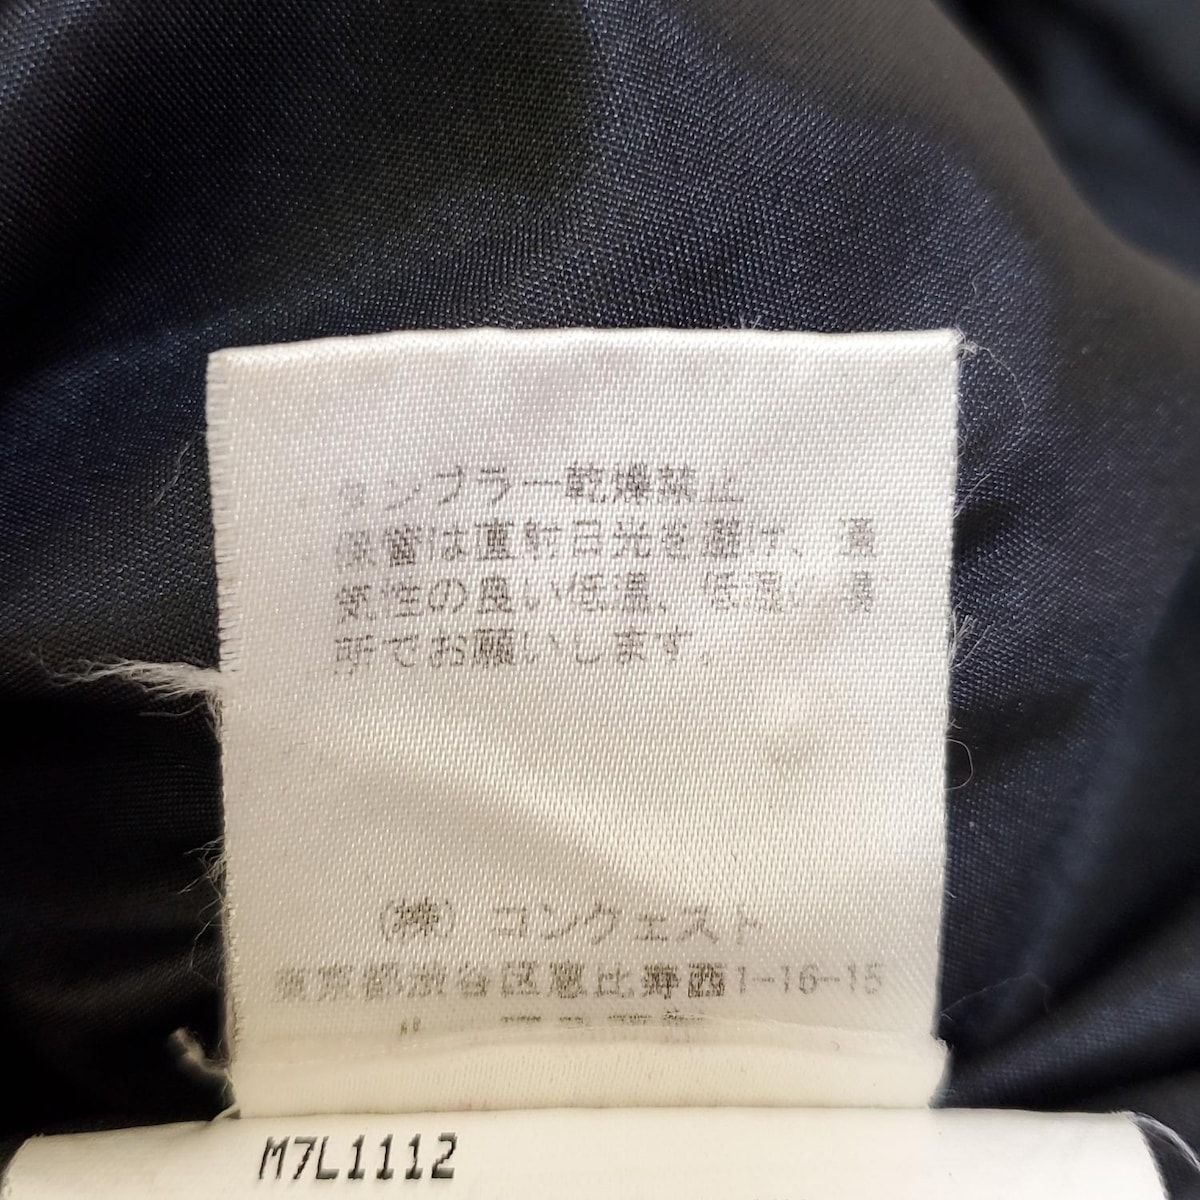 タンブラー乾燥禁止
保管は直射日光を避け、通
気性の良い低温、低湿の場
所でお願いします。
(株) コンクェスト
東京都渋谷区恵比寿西1-16-15
M7L1112